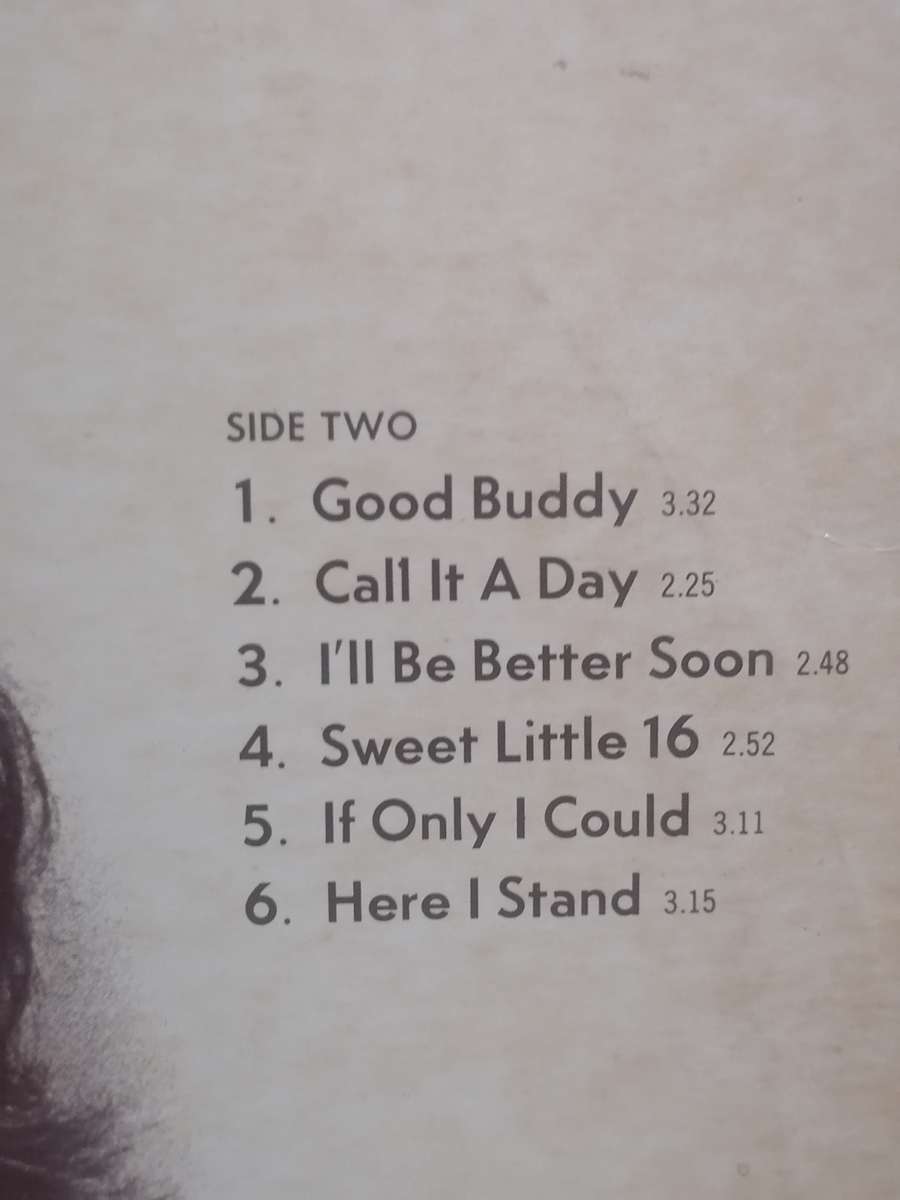 SIDE TWO
1. Good Buddy 3.32
2. Call It A Day 2.25
3. I'll Be Better Soon 2.48
4. Sweet Little 16 2.52
5. If Only I Could 3.11
6. Here I Stand 3.15